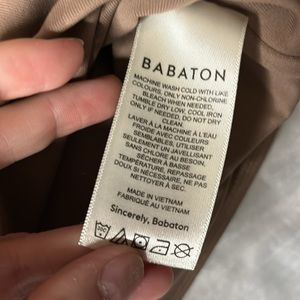 BABATON
MACHINE WASH COLD WITH LIKE
COLOURS, ONLY NON-CHLORINE
BLEACH WHEN NEEDED,
TUMBLE DRY LOW, COOL IRON
IF NEEDED, DO NOT DRY
CLEAN.
LAVER À LA MACHINE À L'EAU
FROIDE AVEC COULEURS
SEMBLABLES, UTILISER
SEULEMENT UN JAVELLISANT
SANS CHLORE AU BESOIN,
SÉCHER À BASSE
TEMPÉRATURE, REPASSAGE
DOUX SI NÉCESSAIRE, NE PAS
NETTOYER À SEC.
MADE IN VIETNAM
FABRIQUÉ AU VIETNAM
Sincerely, Babaton